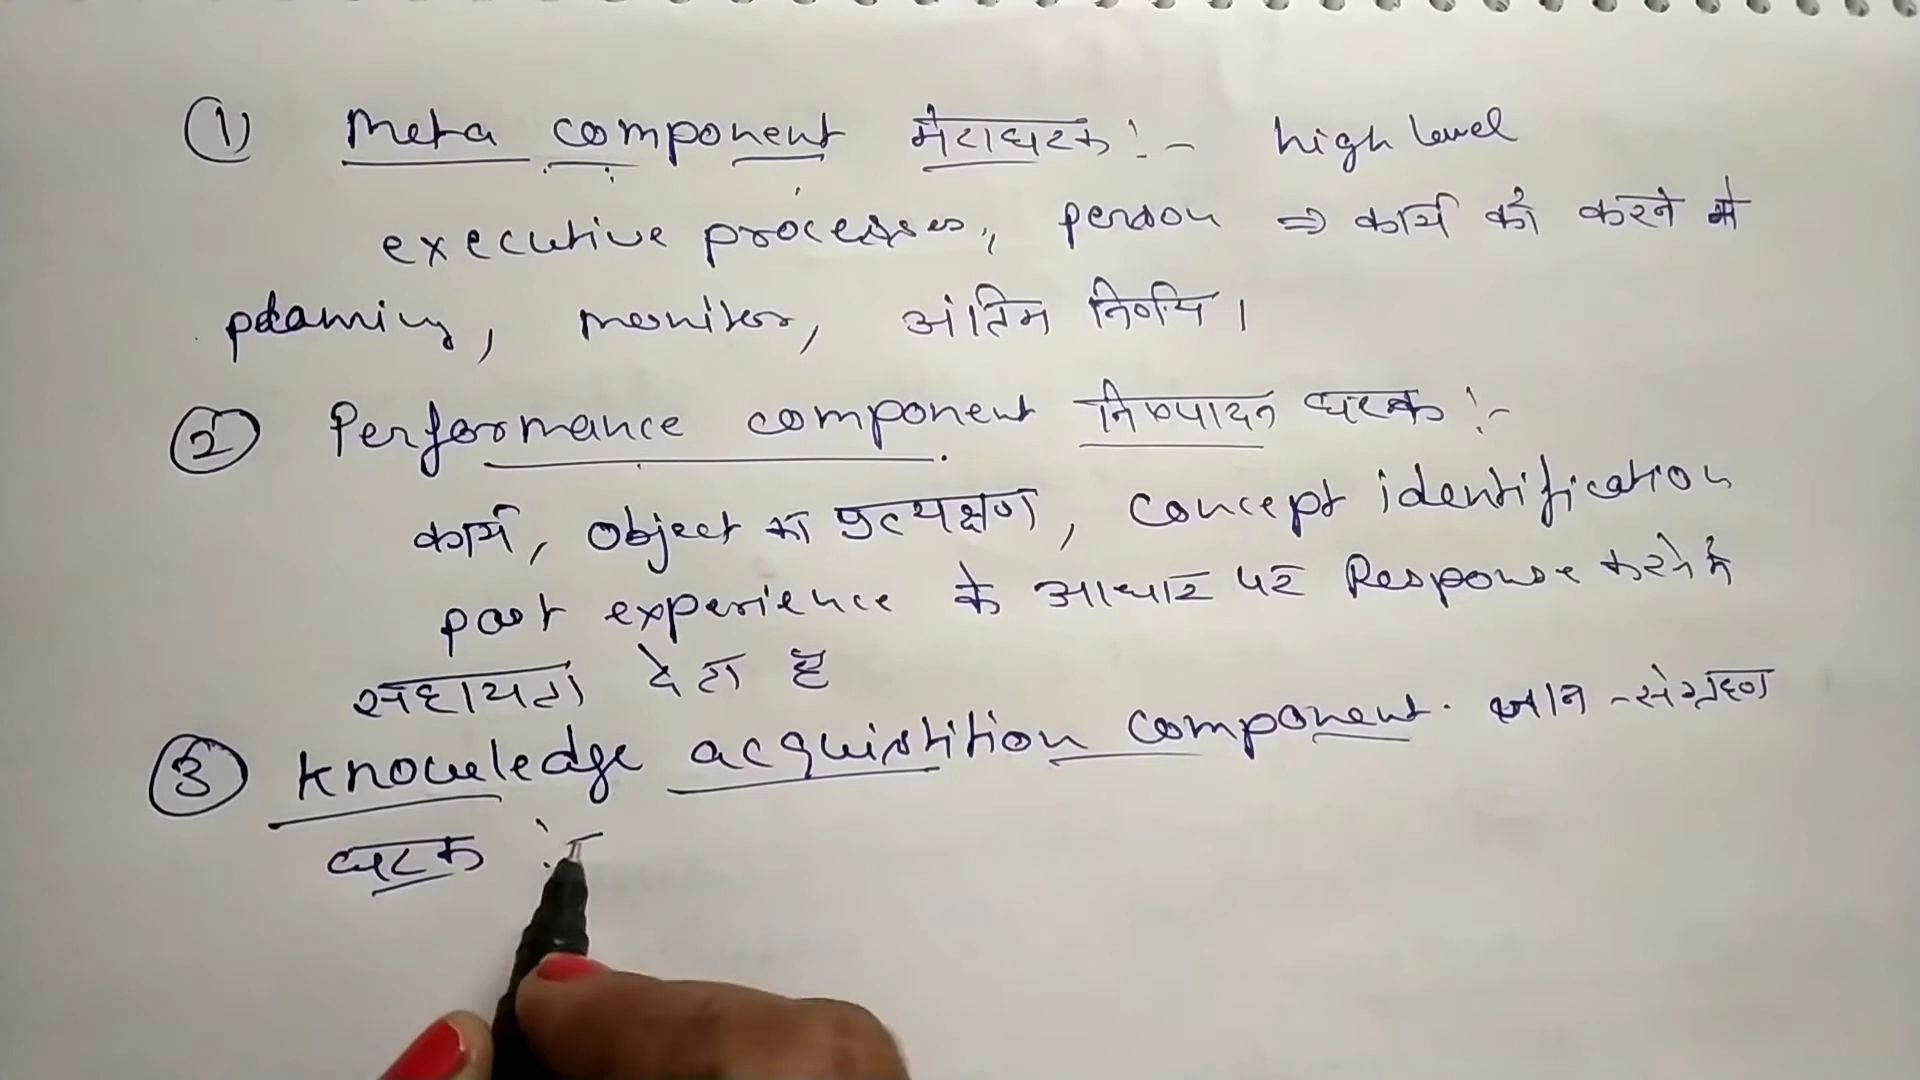 ① Meta component मेटाघटक :- high level
executive processes, person ⇒ कार्य को करने मे
planning, monitor, अंतिम निर्णय ।
② Performance component निष्पादन घटक :-
कार्य, object का प्रत्यक्षण, concept identification
past experience के आधार पर Response करने में
सहायता देता है
③ Knowledge acquistition component. ज्ञान-संग्रहण
घटक :-